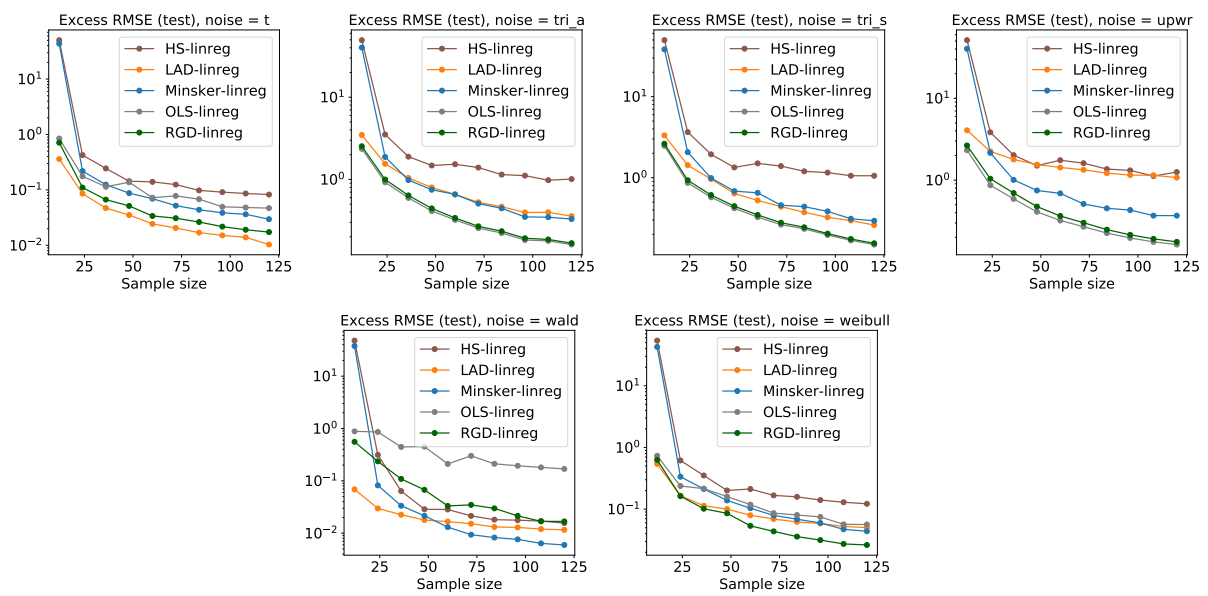 Excess RMSE (test), noise = t
HS-linreg
LAD-linreg
Minsker-linreg
OLS-linreg
RGD-linreg
10^1
10^0
10^-1
10^-2
25 50 75 100 125
Sample size
Excess RMSE (test), noise = tri_a
HS-linreg
LAD-linreg
Minsker-linreg
OLS-linreg
RGD-linreg
10^1
10^0
25 50 75 100 125
Sample size
Excess RMSE (test), noise = tri_s
HS-linreg
LAD-linreg
Minsker-linreg
OLS-linreg
RGD-linreg
10^1
10^0
25 50 75 100 125
Sample size
Excess RMSE (test), noise = upwr
HS-linreg
LAD-linreg
Minsker-linreg
OLS-linreg
RGD-linreg
10^1
10^0
25 50 75 100 125
Sample size
Excess RMSE (test), noise = wald
HS-linreg
LAD-linreg
Minsker-linreg
OLS-linreg
RGD-linreg
10^1
10^0
10^-1
10^-2
25 50 75 100 125
Sample size
Excess RMSE (test), noise = weibull
HS-linreg
LAD-linreg
Minsker-linreg
OLS-linreg
RGD-linreg
10^1
10^0
10^-1
25 50 75 100 125
Sample size